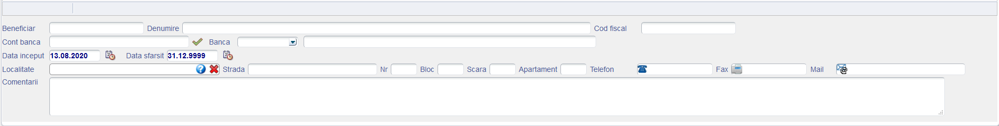 Beneficiar Denumire Cod fiscal
Cont banca Banca
Data inceput 13.08.2020 Data sfarsit 31.12.9999
Localitate Strada Nr Bloc Scara Apartament Telefon Fax Mail
Comentarii